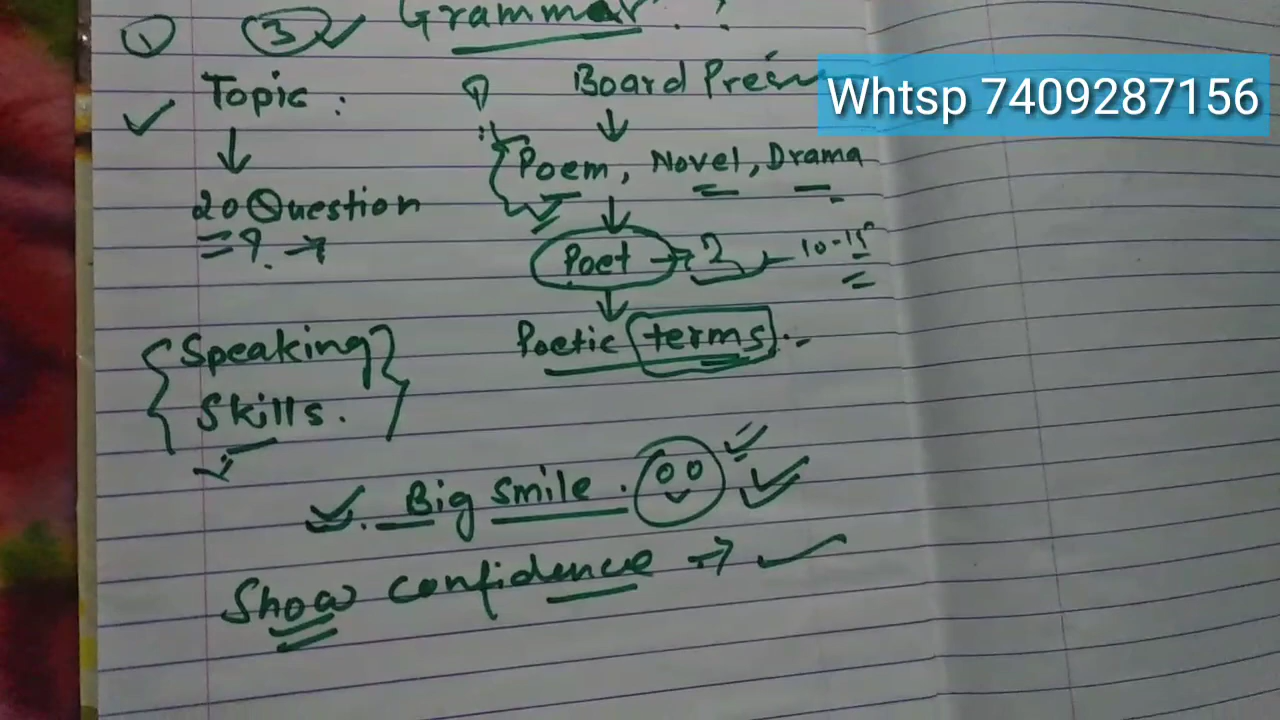 ① ③ Grammar. ?
Topic :
Board
Whtsp 7409287156
Poem, Novel, Drama
20 Question
?
Poet → 2 10-15
Poetic terms.
Speaking
Skills.
Big smile.
Show confidence →